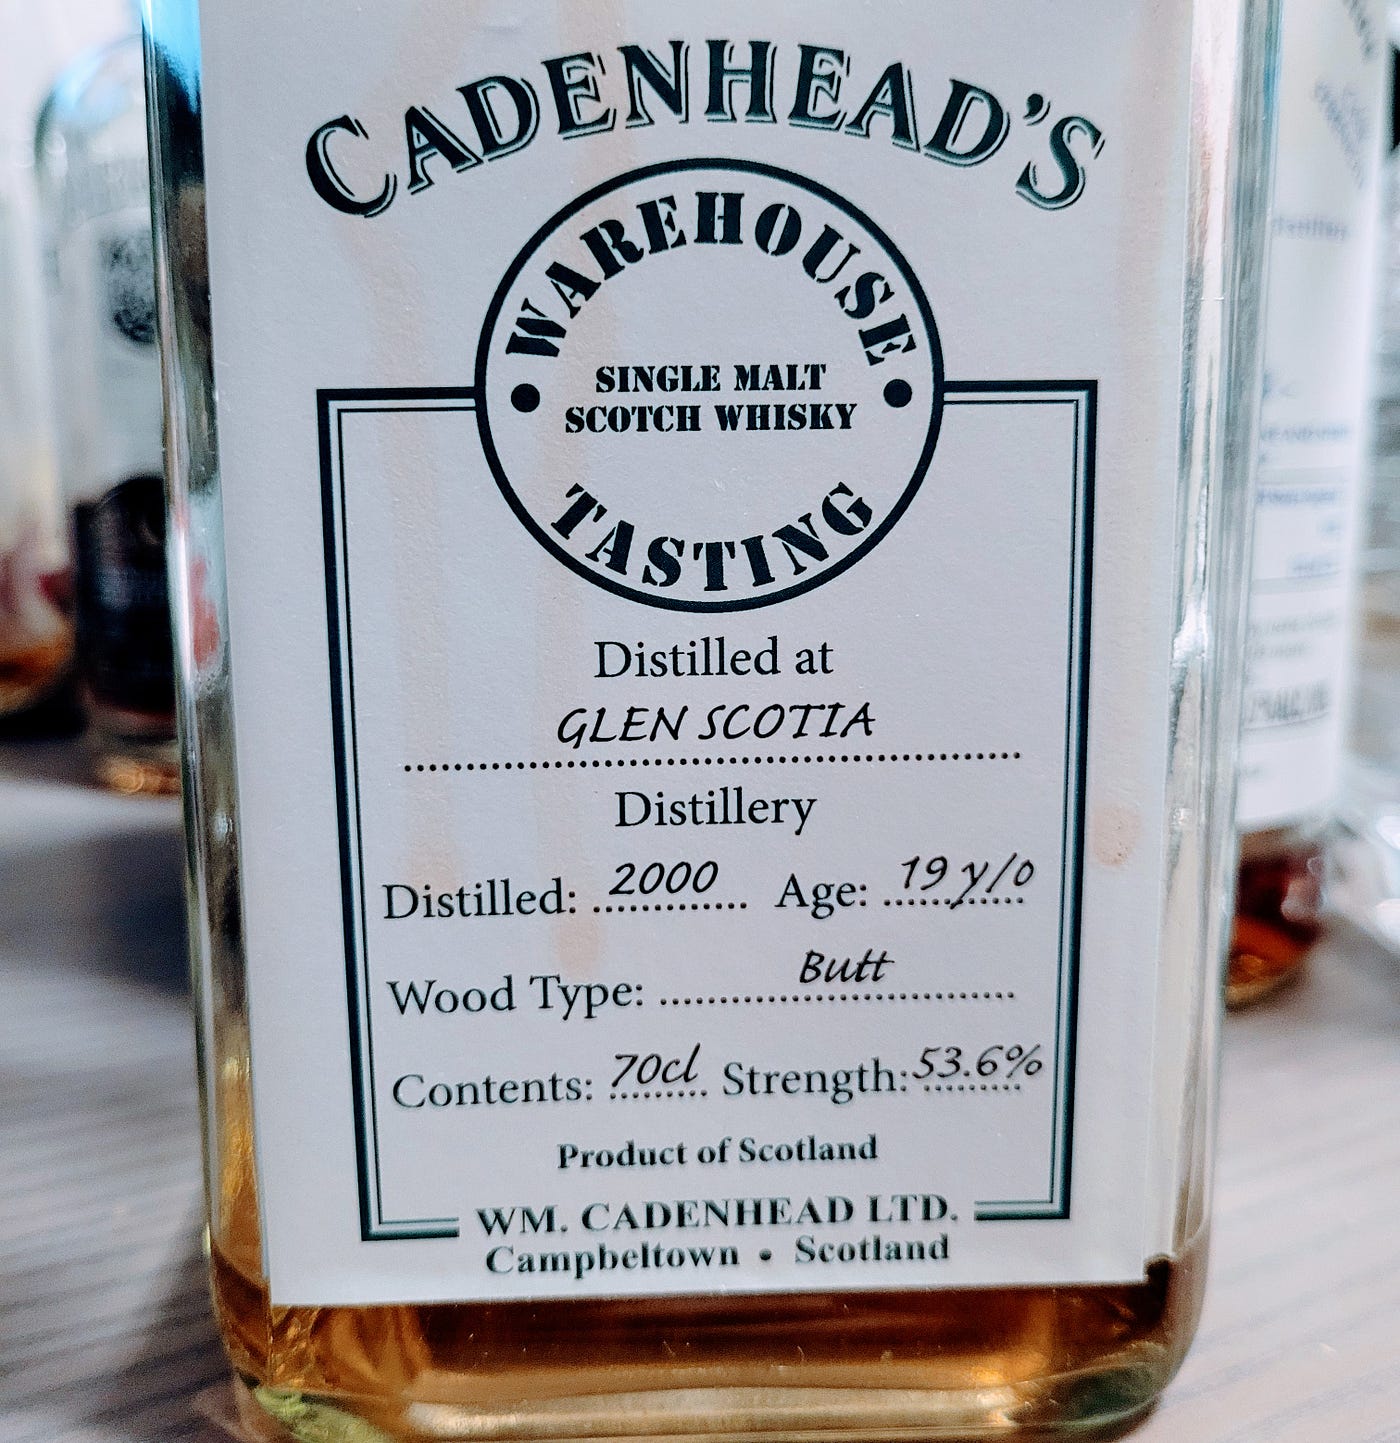 CADENHEAD'S
WAREHOUSE
SINGLE MALT
SCOTCH WHISKY
TASTING
Distilled at
GLEN SCOTIA
Distillery
Distilled: 2000 Age: 19 y/o
Wood Type: Butt
Contents: 70cl Strength: 53.6%
Product of Scotland
WM. CADENHEAD LTD.
Campbeltown • Scotland